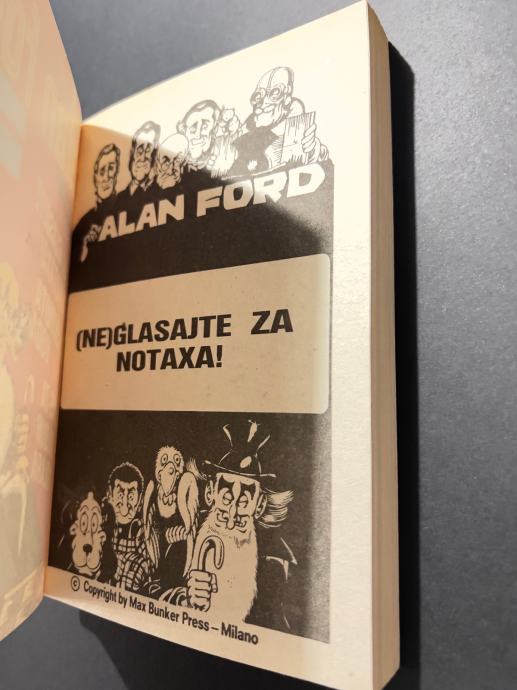 ALAN FORD
(NE)GLASAJTE ZA
NOTAXA!
© Copyright by Max Bunker Press – Milano